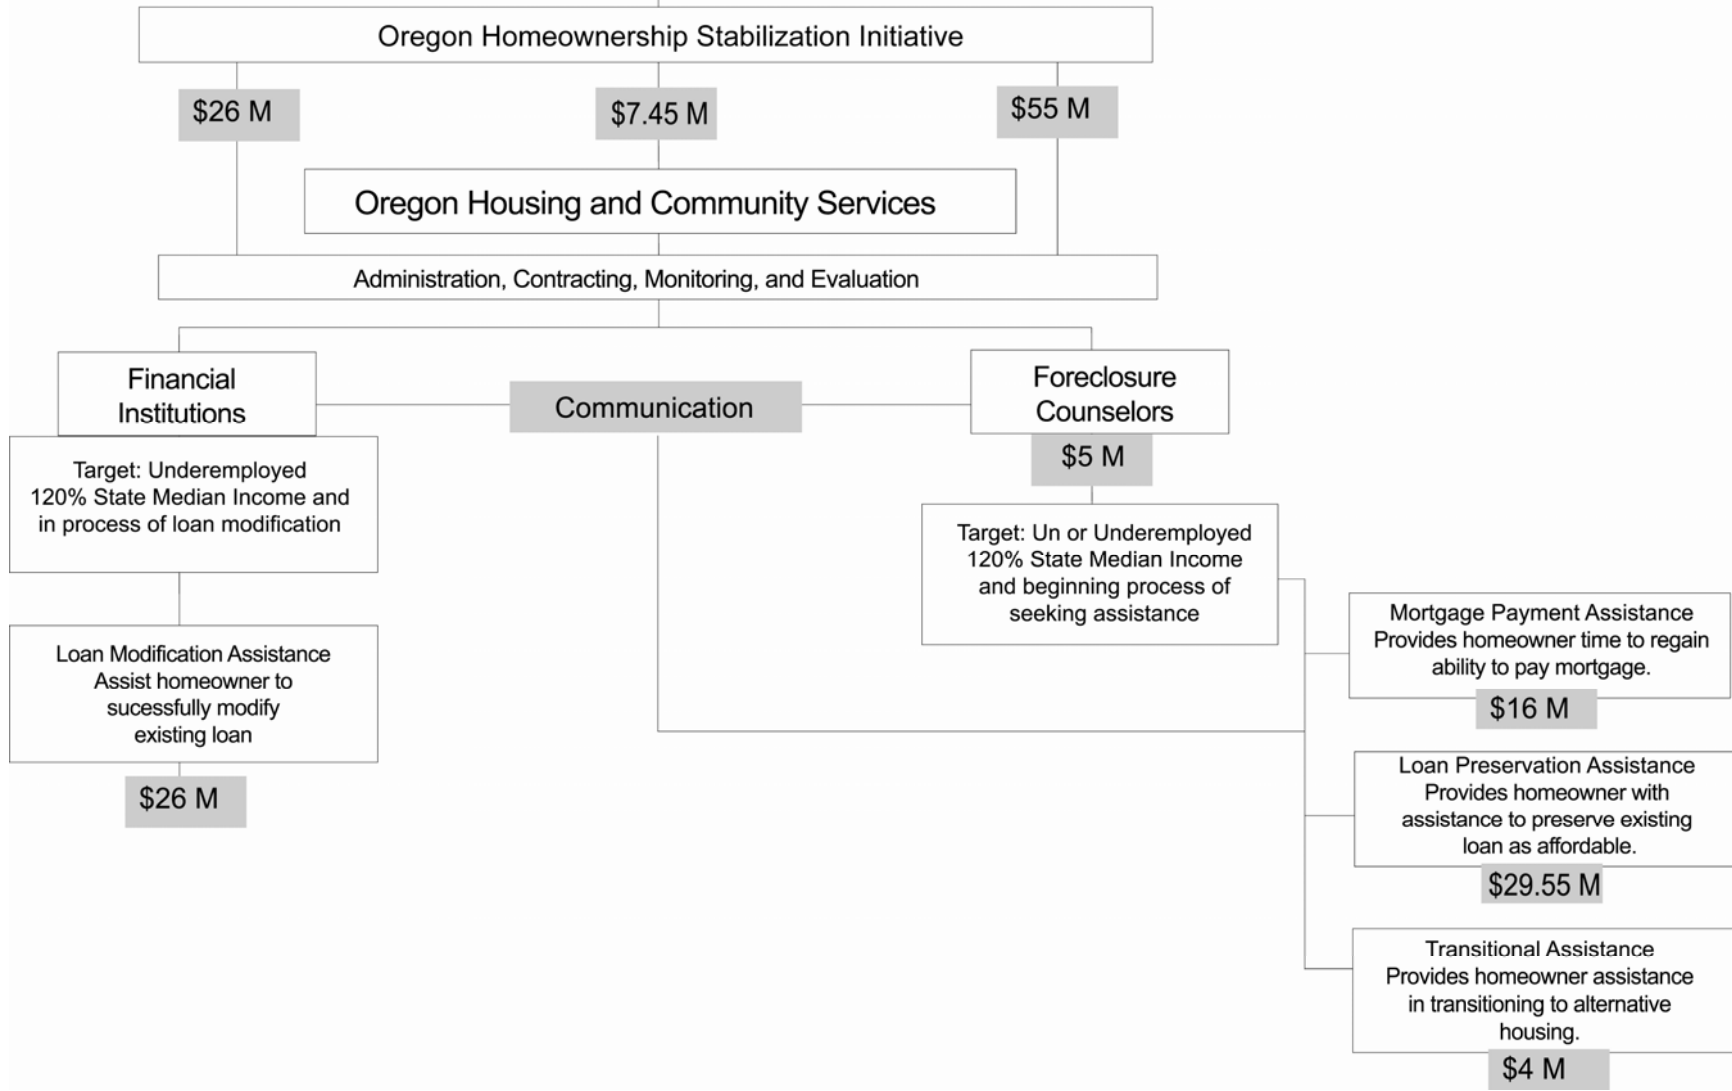 Oregon Homeownership Stabilization Initiative
$26 M
$7.45 M
$55 M
Oregon Housing and Community Services
Administration, Contracting, Monitoring, and Evaluation
Financial
Institutions
Communication
Foreclosure
Counselors
$5 M
Target: Underemployed
120% State Median Income and
in process of loan modification
Target: Un or Underemployed
120% State Median Income
and beginning process of
seeking assistance
Loan Modification Assistance
Assist homeowner to
sucessfully modify
existing loan
$26 M
Mortgage Payment Assistance
Provides homeowner time to regain
ability to pay mortgage.
$16 M
Loan Preservation Assistance
Provides homeowner with
assistance to preserve existing
loan as affordable.
$29.55 M
Transitional Assistance
Provides homeowner assistance
in transitioning to alternative
housing.
$4 M